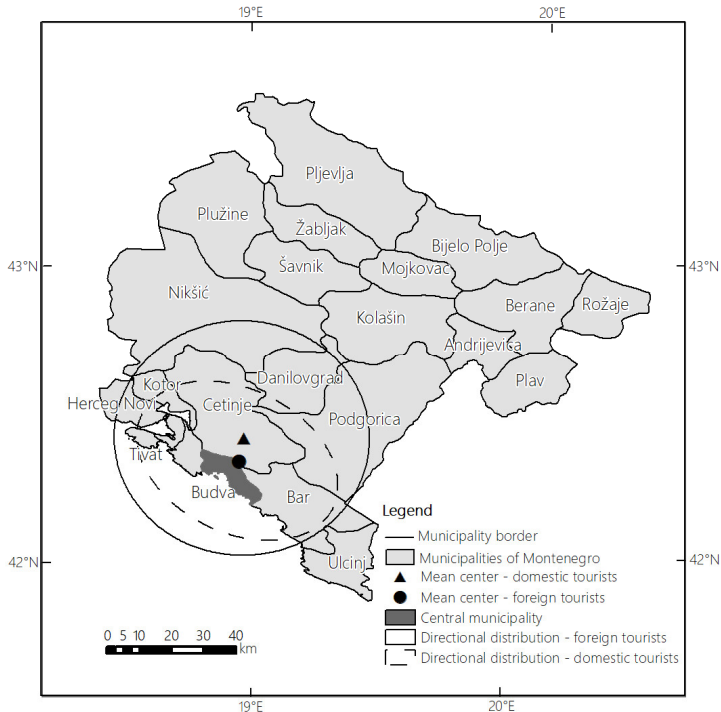 19°E 20°E
Pljevlja
Plužine
Žabljak
Bijelo Polje
43°N Šavnik Mojkovac 43°N
Nikšić Berane Rožaje
Kolašin
Andrijevica
Kotor Danilovgrad Plav
Herceg Novi Cetinje
Podgorica
Tivat
Budva Bar
Legend
Municipality border
42°N Ulcinj Municipalities of Montenegro 42°N
Mean center - domestic tourists
Mean center - foreign tourists
Central municipality
0 5 10 20 30 40 Directional distribution - foreign tourists
km Directional distribution - domestic tourists
19°E 20°E